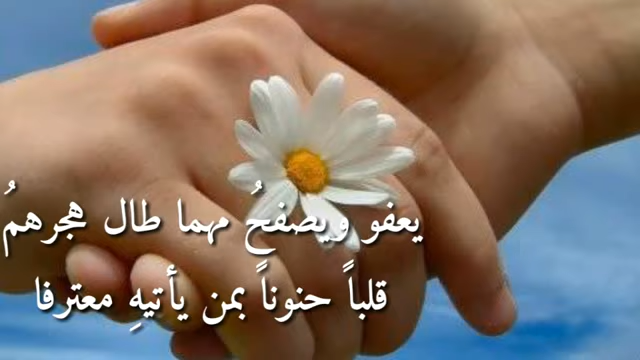 يعفو ويصفحُ مهما طال هجرهمُ
قلباً حنوناً بمن يأتيهِ معترفا